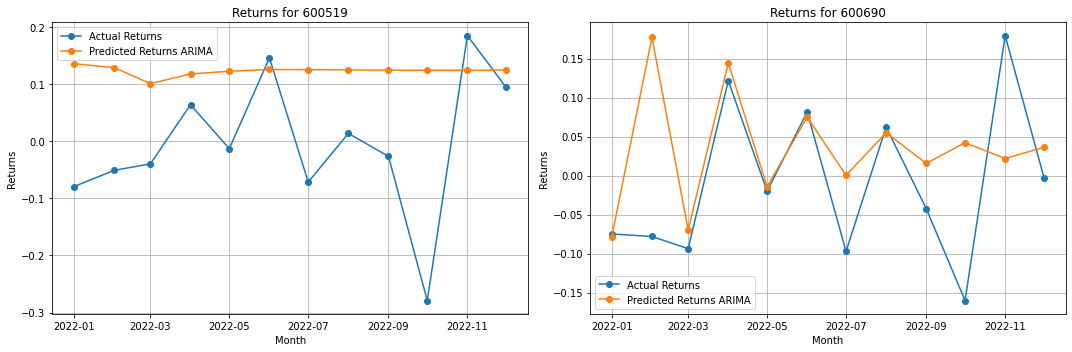 Returns for 600519
Actual Returns
Predicted Returns ARIMA
0.2
0.1
0.0
−0.1
−0.2
−0.3
Returns
2022-01 2022-03 2022-05 2022-07 2022-09 2022-11
Month
Returns for 600690
0.15
0.10
0.05
0.00
−0.05
−0.10
−0.15
Returns
Actual Returns
Predicted Returns ARIMA
2022-01 2022-03 2022-05 2022-07 2022-09 2022-11
Month